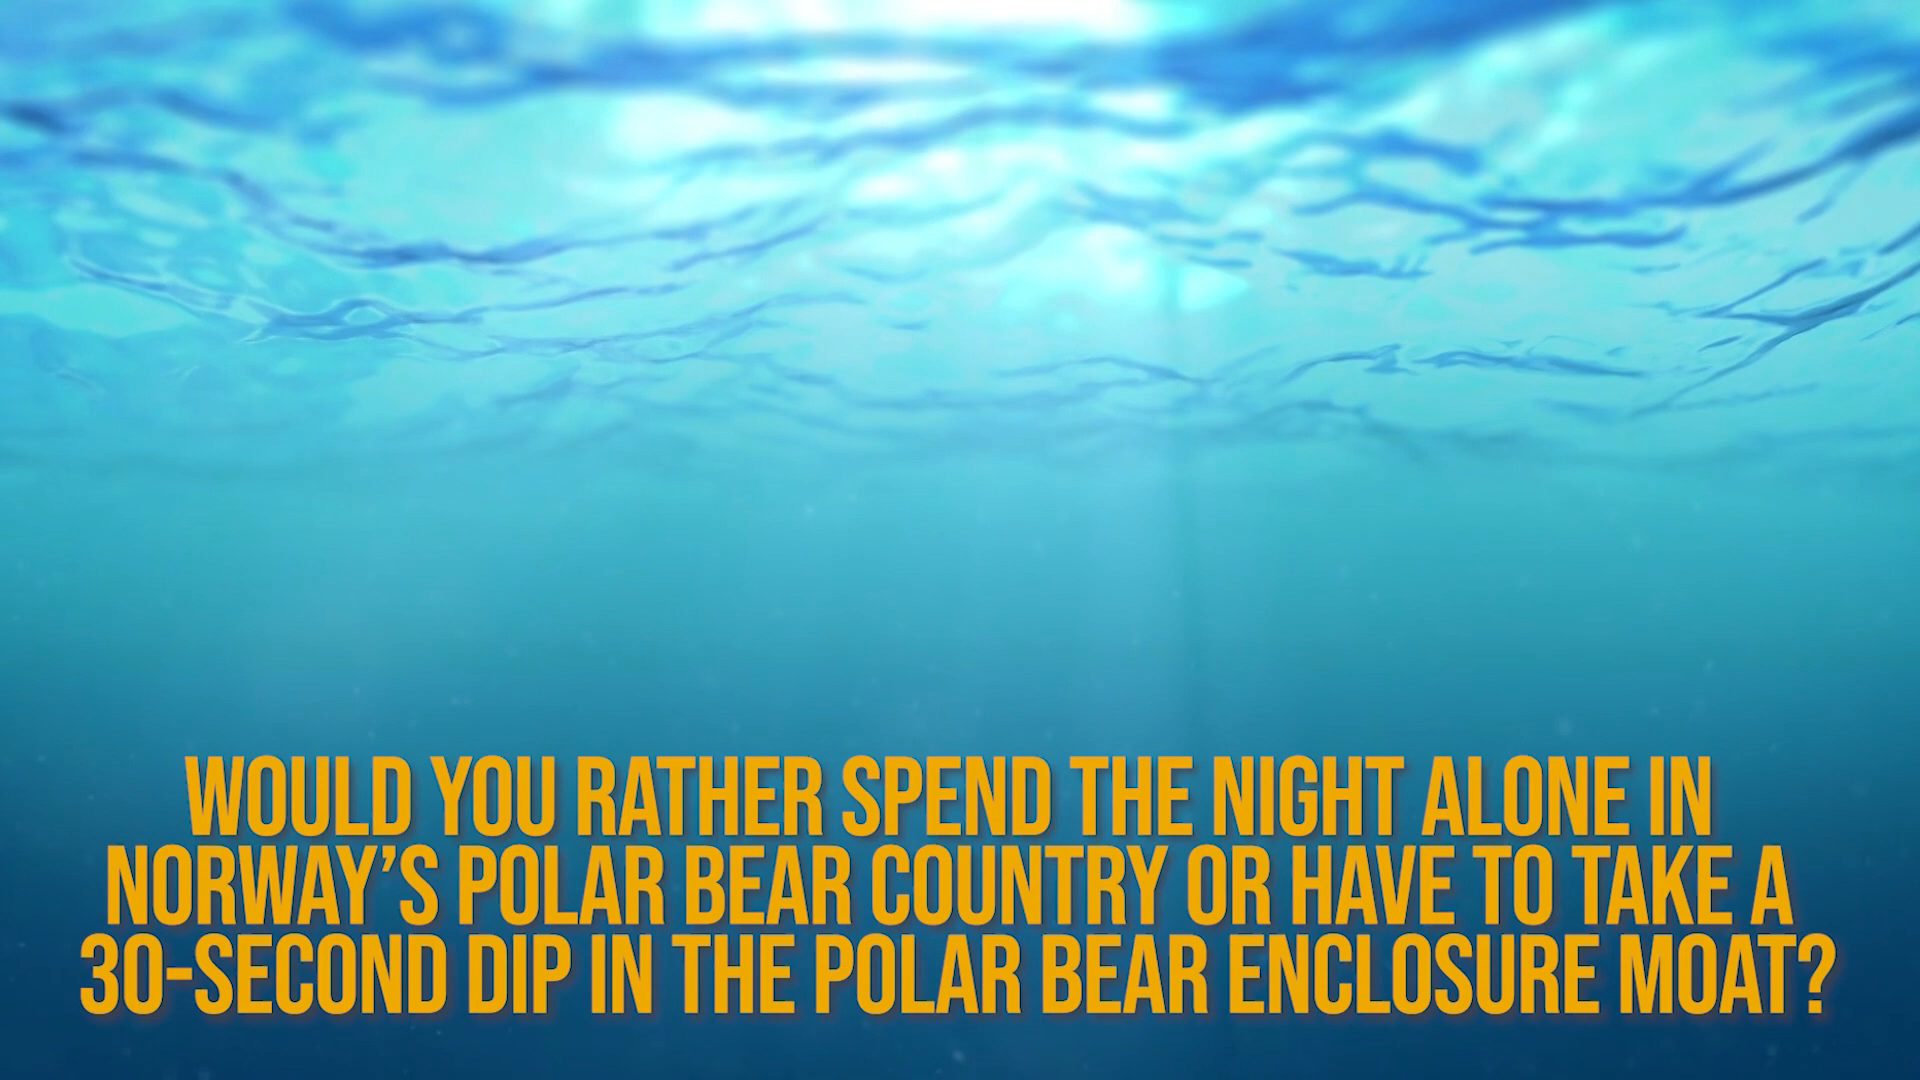 WOULD YOU RATHER SPEND THE NIGHT ALONE IN
NORWAY’S POLAR BEAR COUNTRY OR HAVE TO TAKE A
30-SECOND DIP IN THE POLAR BEAR ENCLOSURE MOAT?